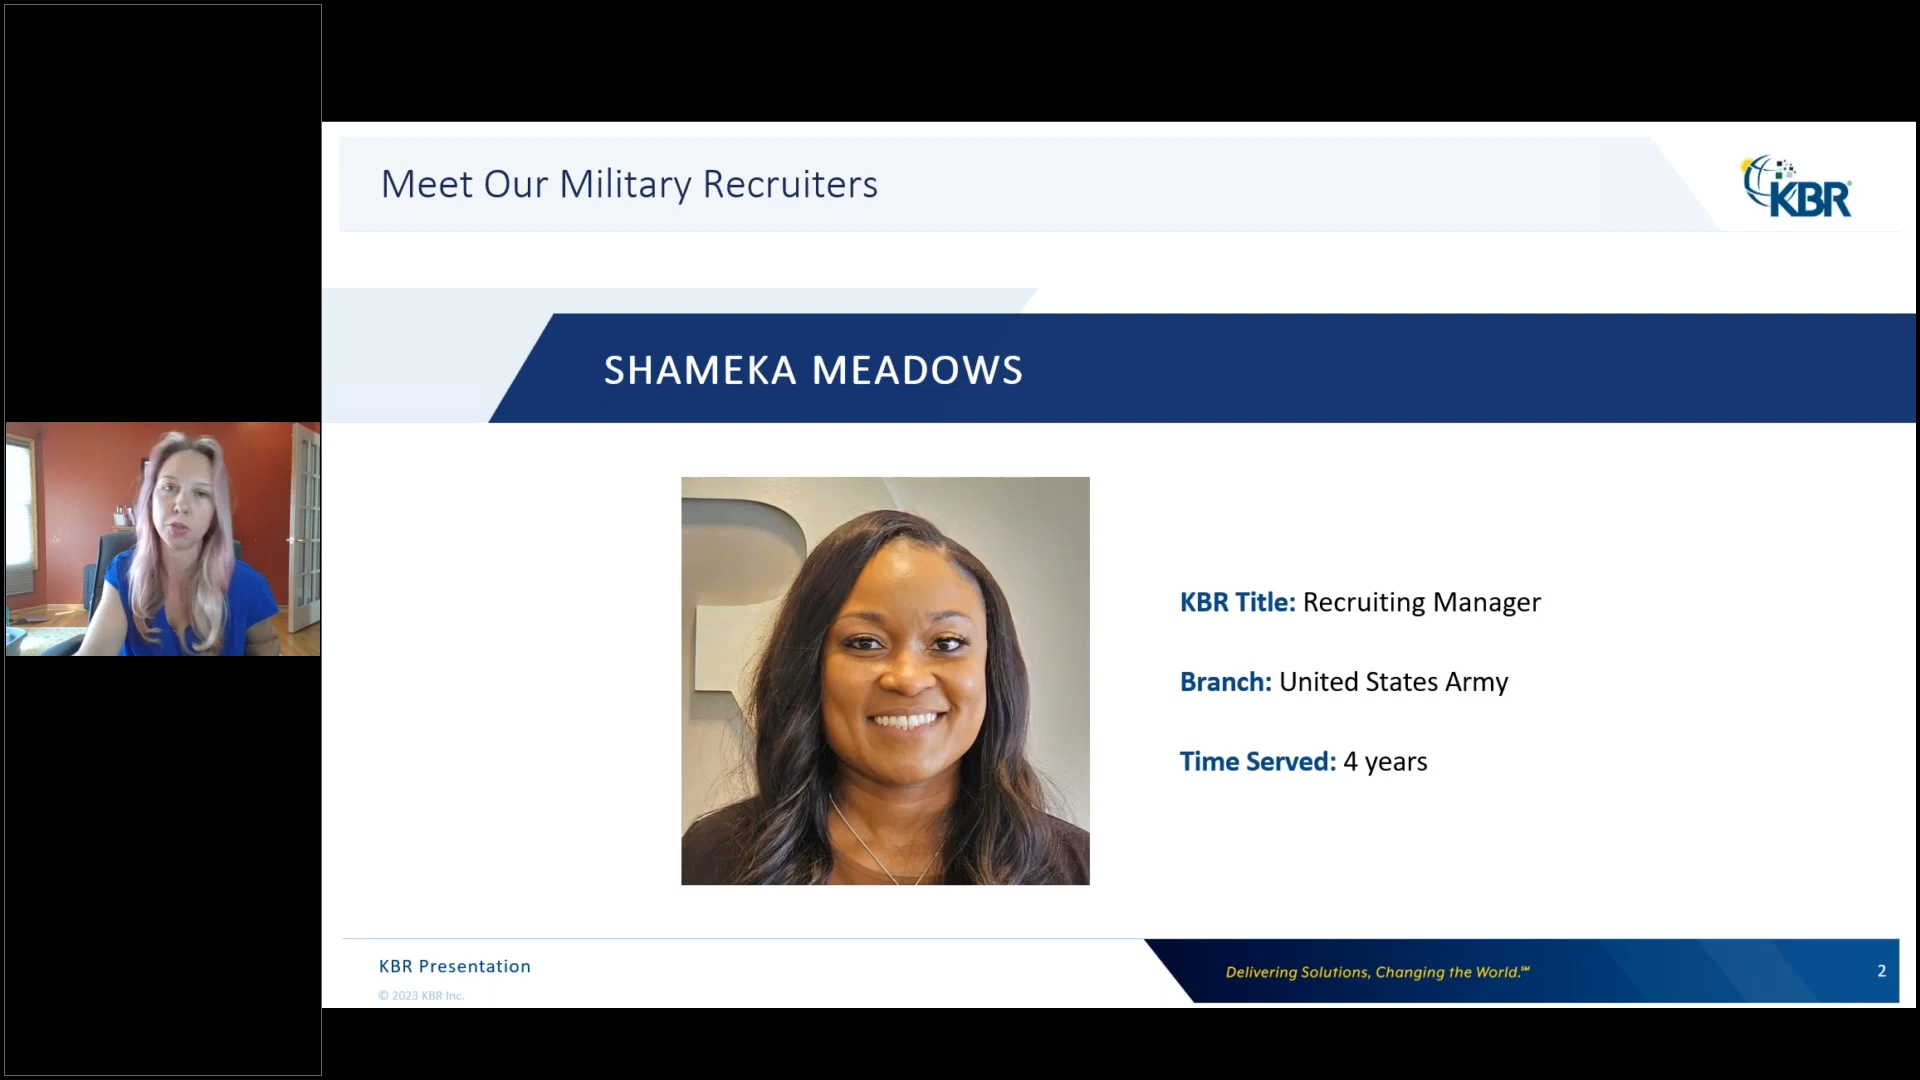 Meet Our Military Recruiters
KBR
SHAMEKA MEADOWS
KBR Title: Recruiting Manager
Branch: United States Army
Time Served: 4 years
KBR Presentation
© 2023 KBR Inc.
Delivering Solutions, Changing the World.℠
2